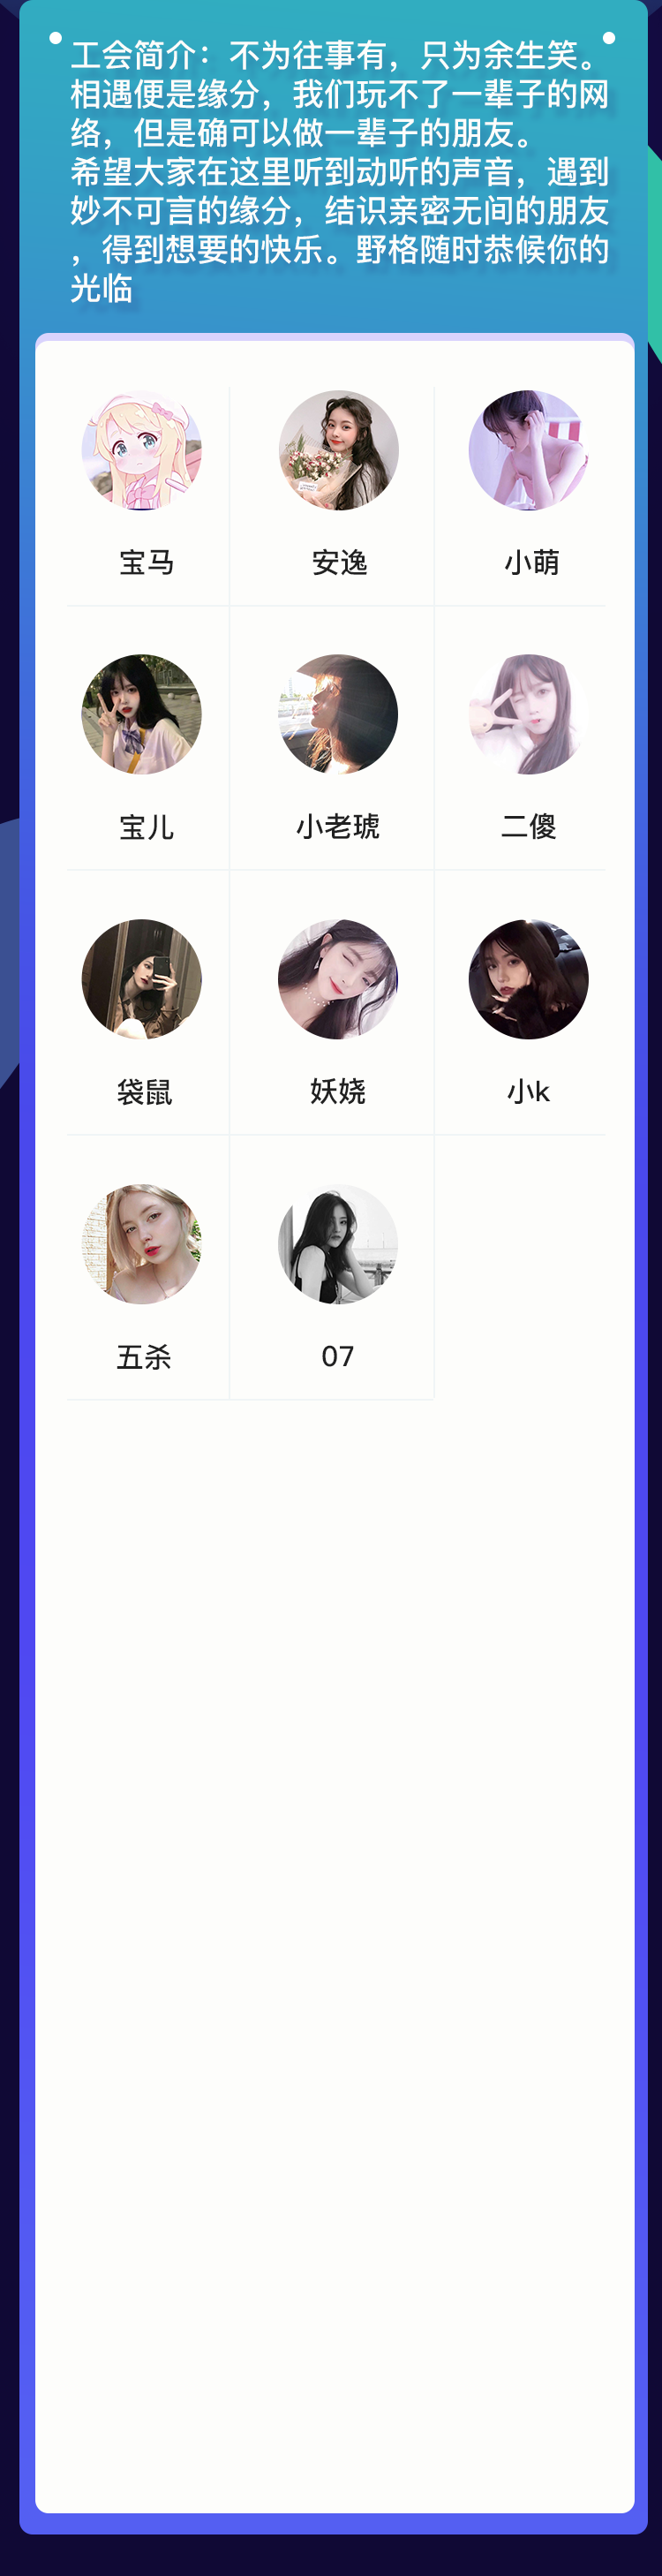 工会简介：不为往事有，只为余生笑。
相遇便是缘分，我们玩不了一辈子的网
络，但是确可以做一辈子的朋友。
希望大家在这里听到动听的声音，遇到
妙不可言的缘分，结识亲密无间的朋友
，得到想要的快乐。野格随时恭候你的
光临
宝马
安逸
小萌
宝儿
小老琥
二傻
袋鼠
妖娆
小k
五杀
07